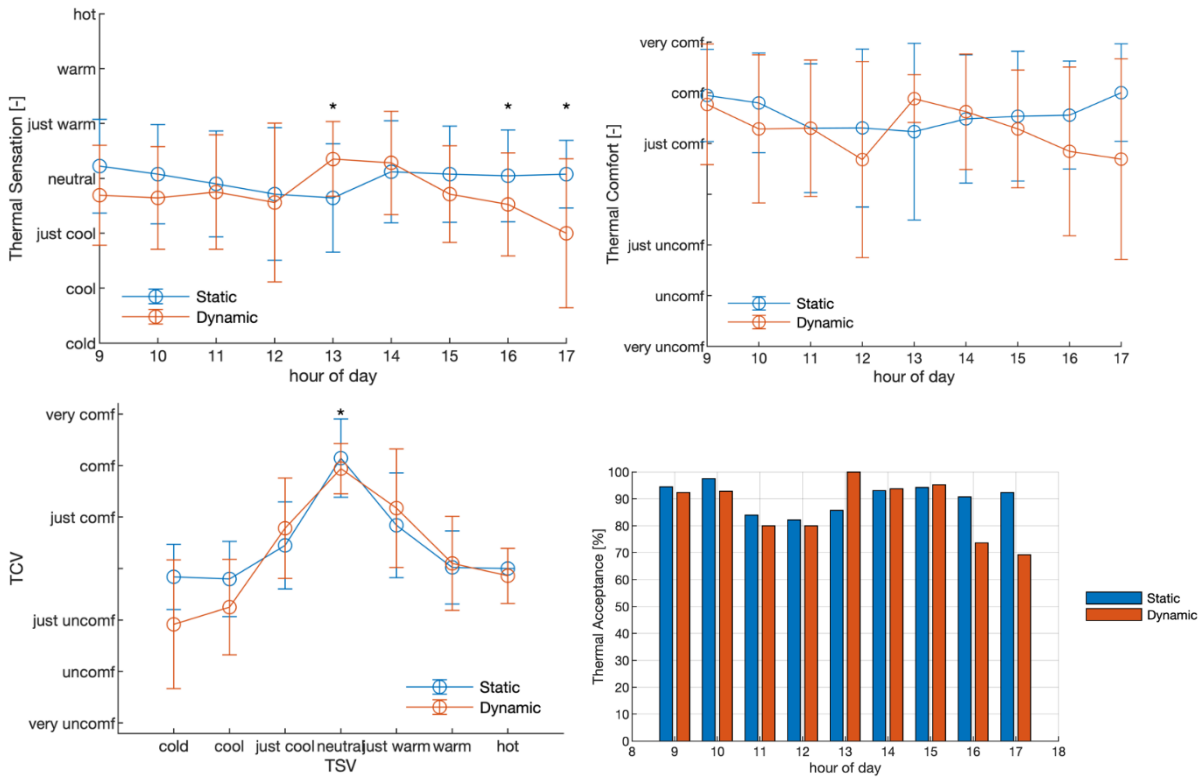 hot
warm
just warm
neutral
just cool
cool
cold
Thermal Sensation [-]
* * *
Static
Dynamic
9 10 11 12 13 14 15 16 17
hour of day
very comf
comf
just comf
just uncomf
uncomf
very uncomf
Thermal Comfort [-]
Static
Dynamic
9 10 11 12 13 14 15 16 17
hour of day
very comf
comf
just comf
just uncomf
uncomf
very uncomf
TCV
*
Static
Dynamic
cold cool just cool neutral just warm warm hot
TSV
100
90
80
70
60
50
40
30
20
10
0
Thermal Acceptance [%]
8 9 10 11 12 13 14 15 16 17 18
hour of day
Static
Dynamic